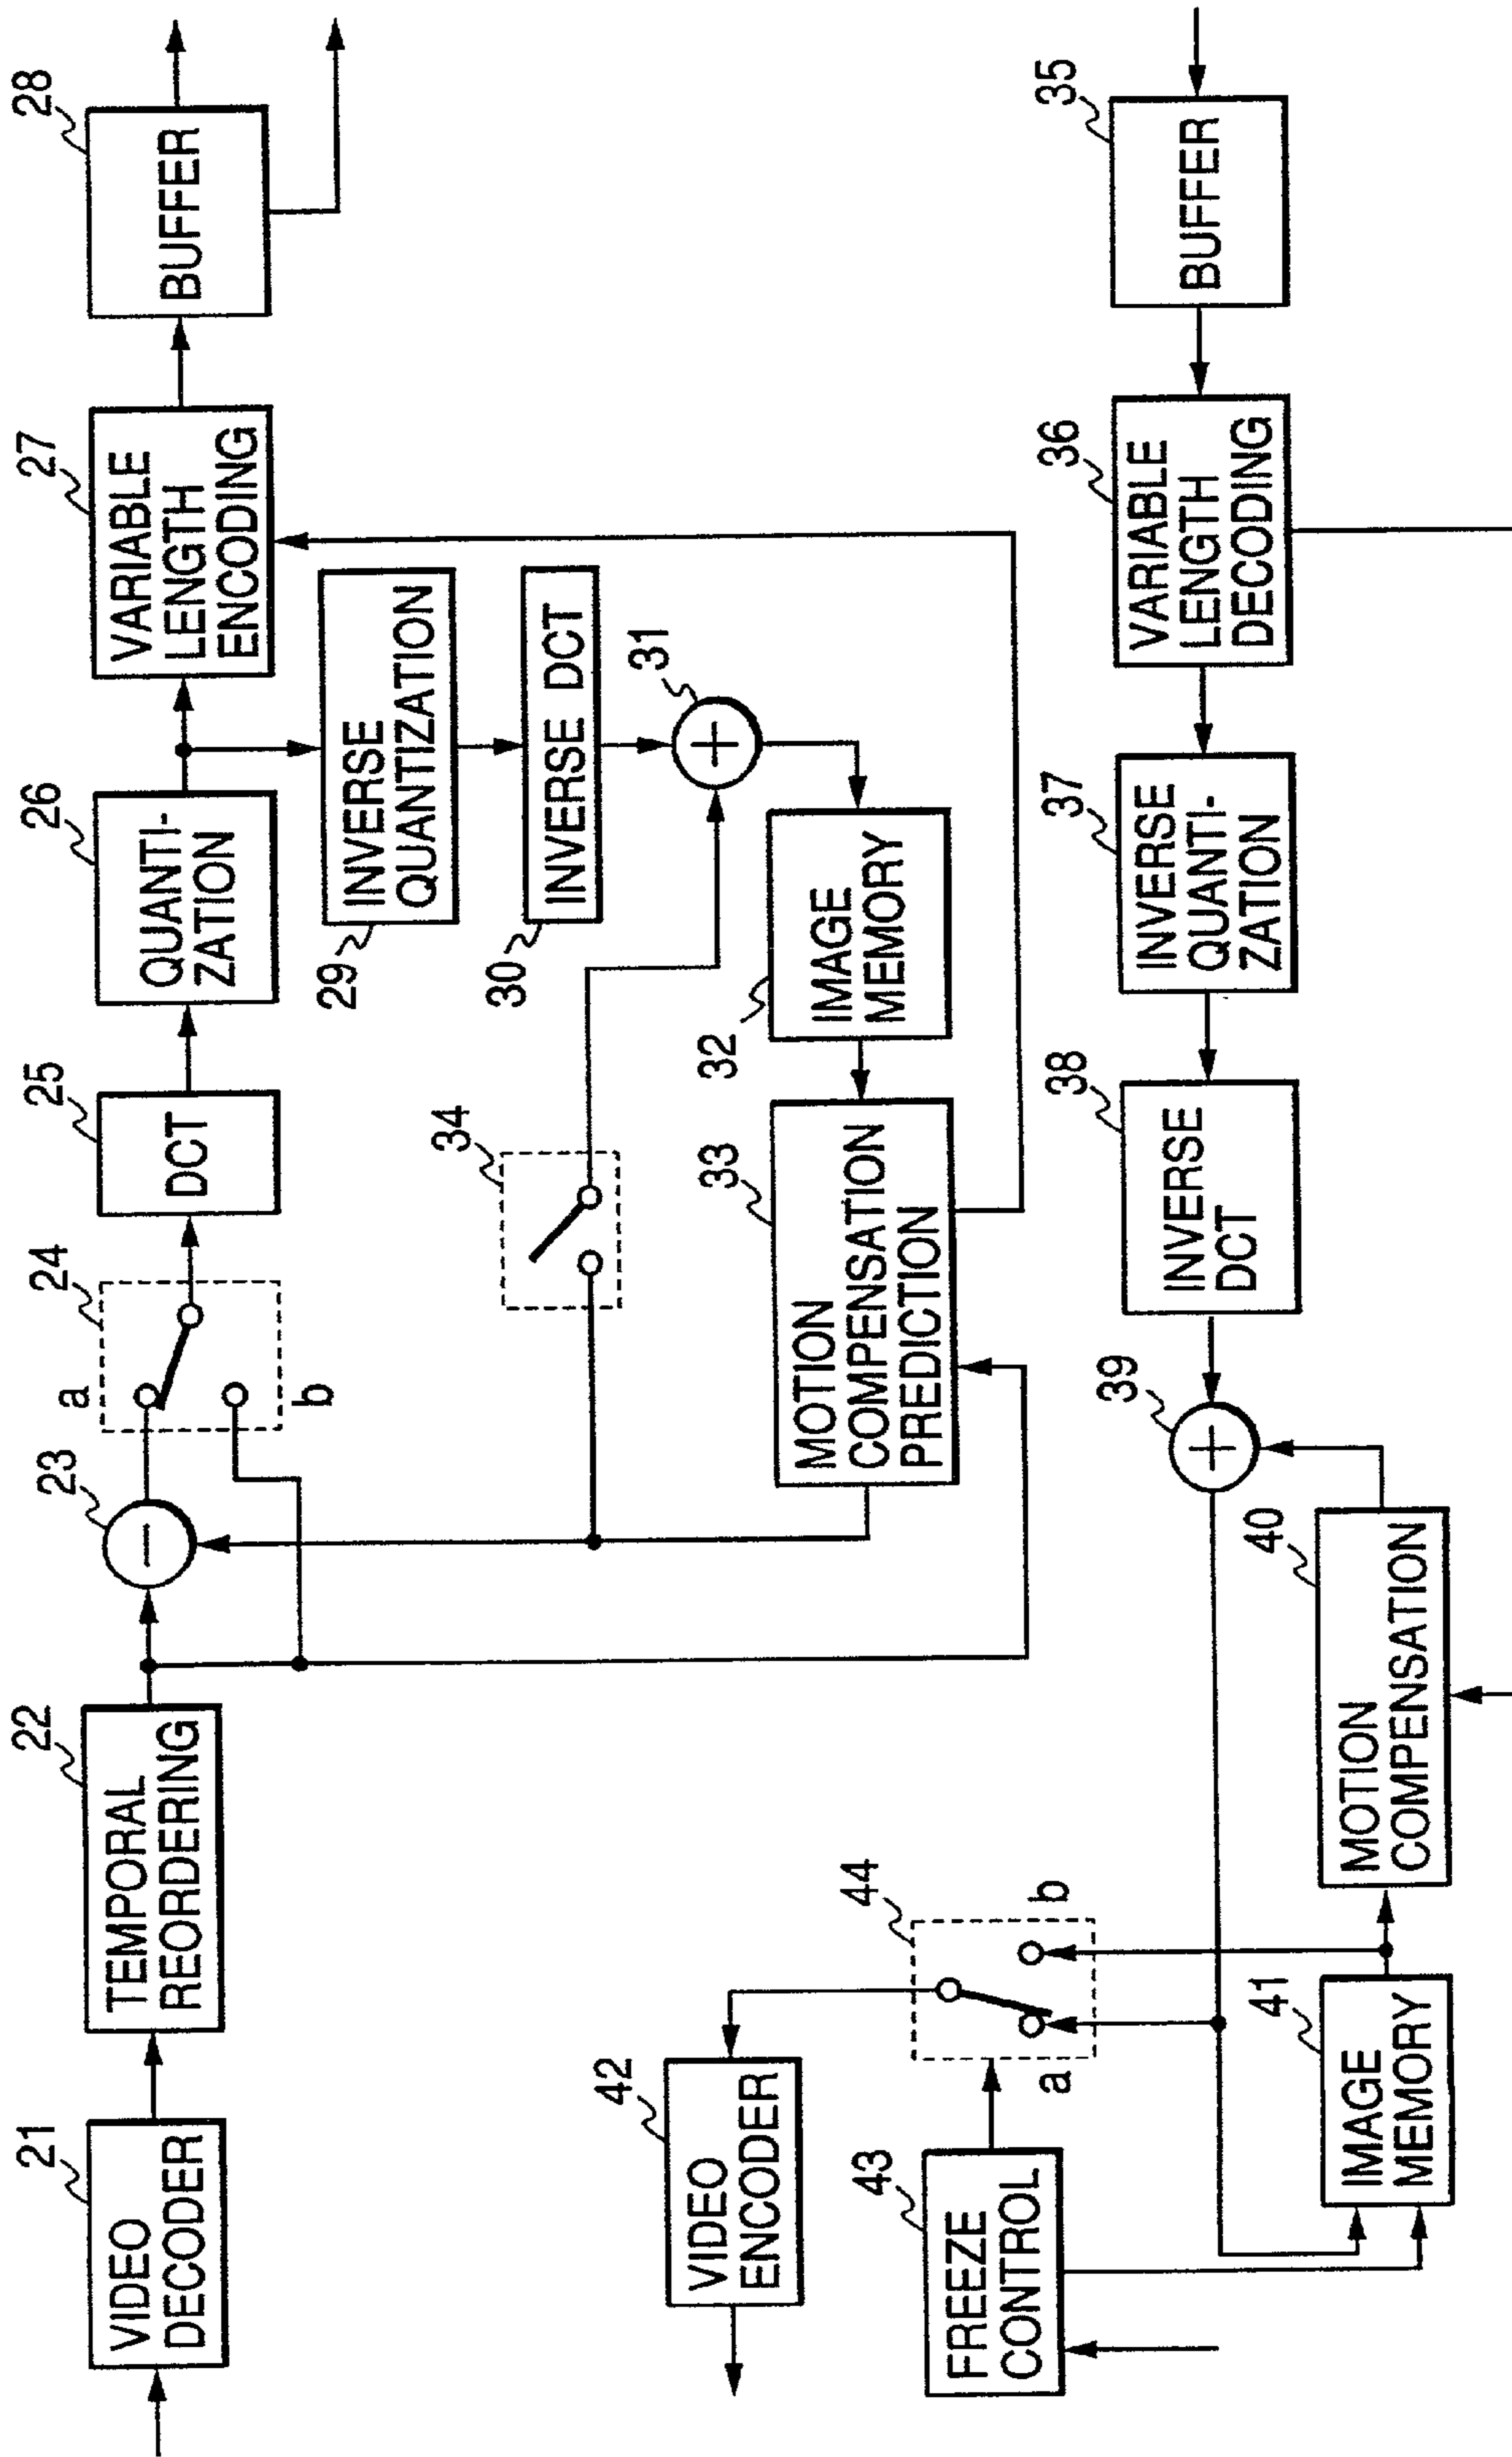 21
VIDEO
DECODER
22
TEMPORAL
REORDERING
23
24
a
b
25
DCT
26
QUANTI-
ZATION
27
VARIABLE
LENGTH
ENCODING
28
BUFFER
29
INVERSE
QUANTIZATION
30
INVERSE DCT
31
32
IMAGE
MEMORY
33
MOTION
COMPENSATION
PREDICTION
34
35
BUFFER
36
VARIABLE
LENGTH
DECODING
37
INVERSE
QUANTI-
ZATION
38
INVERSE
DCT
39
40
MOTION
COMPENSATION
41
IMAGE
MEMORY
42
VIDEO
ENCODER
43
FREEZE
CONTROL
44
a
b